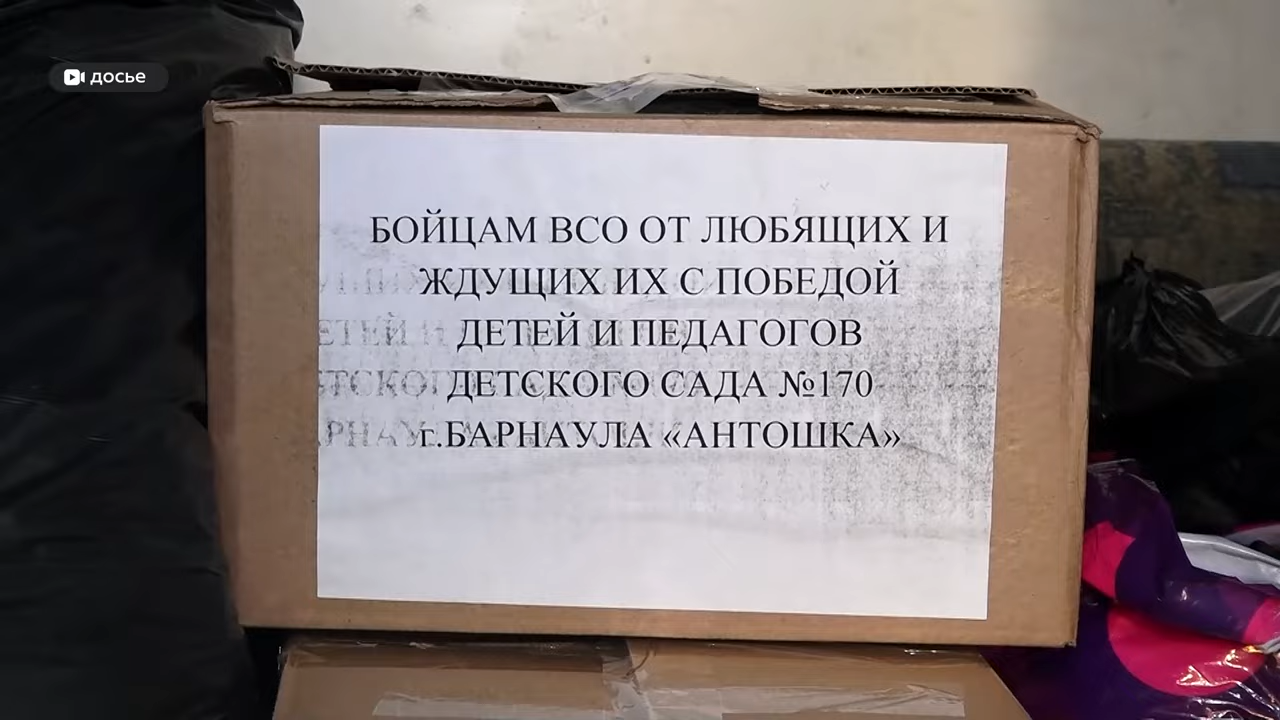 досье
БОЙЦАМ ВСО ОТ ЛЮБЯЩИХ И
ЖДУЩИХ ИХ С ПОБЕДОЙ
ДЕТЕЙ И ПЕДАГОГОВ
ДЕТСКОГО САДА №170
г.БАРНАУЛА «АНТОШКА»